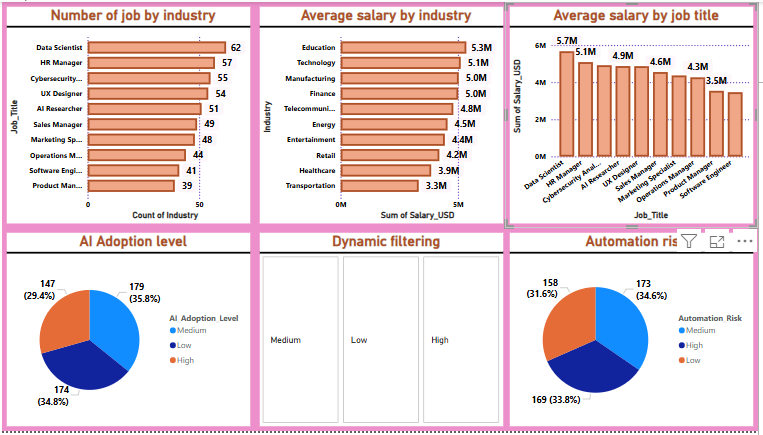 Number of job by industry
Job_Title
Data Scientist 62
HR Manager 57
Cybersecurity... 55
UX Designer 54
AI Researcher 51
Sales Manager 49
Marketing Sp... 48
Operations M... 44
Software Engi... 41
Product Man... 39
0 50
Count of Industry
Average salary by industry
Industry
Education 5.3M
Technology 5.1M
Manufacturing 5.0M
Finance 5.0M
Telecommuni... 4.8M
Energy 4.5M
Entertainment 4.4M
Retail 4.2M
Healthcare 3.9M
Transportation 3.3M
0M 5M
Sum of Salary_USD
Average salary by job title
Sum of Salary_USD
6M
4M
2M
0M
5.7M 5.1M 4.9M 4.6M 4.3M 3.5M
Data Scientist
HR Manager
Cybersecurity Anal...
AI Researcher
UX Designer
Sales Manager
Marketing Specialist
Operations Manager
Product Manager
Software Engineer
Job_Title
AI Adoption level
147
(29.4%)
179
(35.8%)
174
(34.8%)
AI_Adoption_Level
Medium
Low
High
Dynamic filtering
Medium
Low
High
Automation ris
158
(31.6%)
173
(34.6%)
169 (33.8%)
Automation_Risk
Medium
High
Low